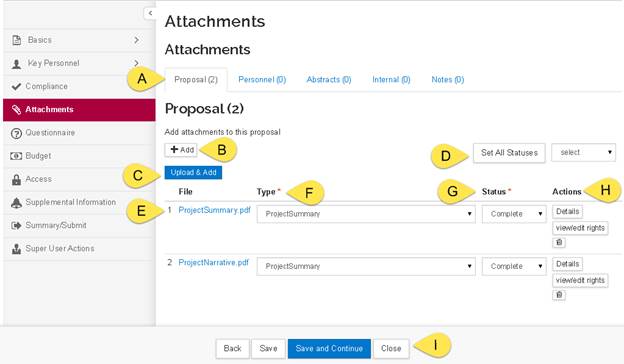 <
Attachments
Basics >
Key Personnel >
Compliance
Attachments
Questionnaire
Budget
Access
Supplemental Information
Summary/Submit
Super User Actions
Attachments
A Proposal (2) Personnel (0) Abstracts (0) Internal (0) Notes (0)
Proposal (2)
Add attachments to this proposal
+ Add B D Set All Statuses select
C Upload & Add
File Type * F G Status * Actions H
E 1 ProjectSummary.pdf ProjectSummary Complete Details
view/edit rights
2 ProjectNarrative.pdf ProjectSummary Complete Details
view/edit rights
Back Save Save and Continue Close I